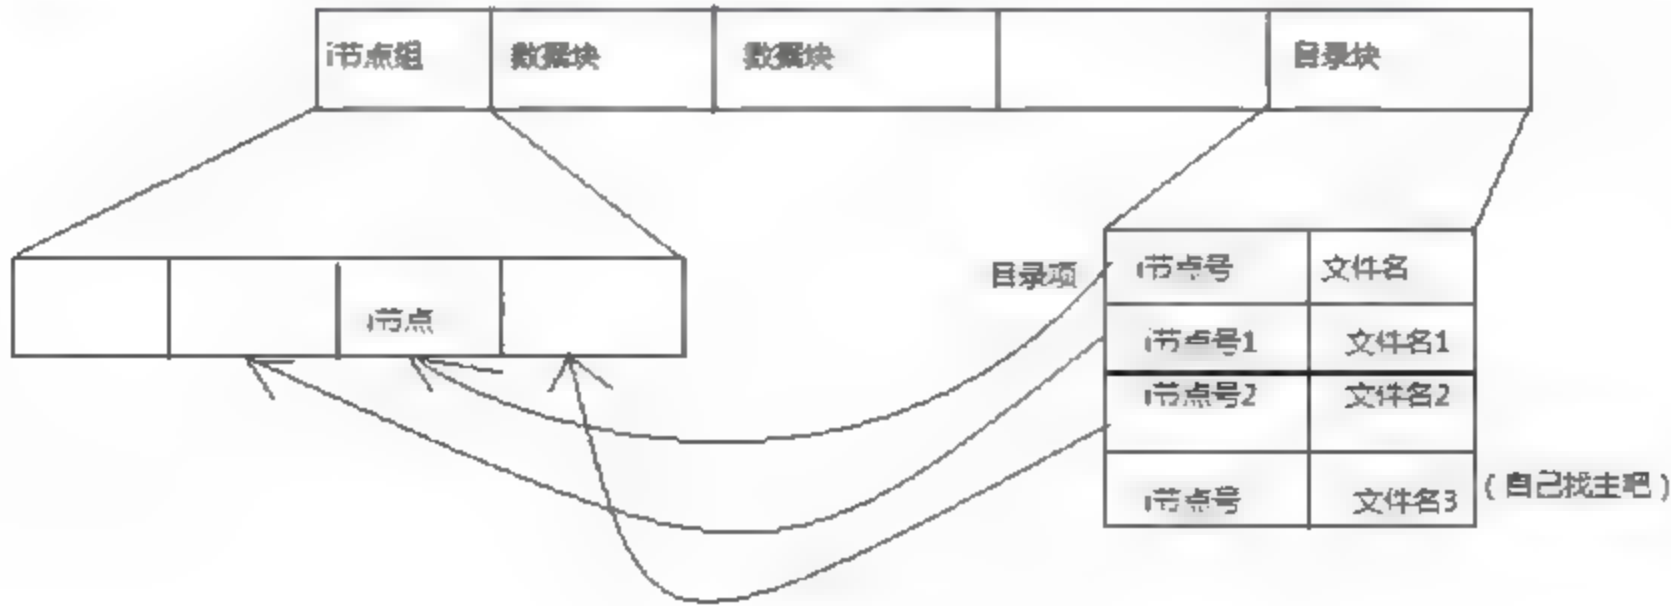 i节点组 数据块 数据块 目录块
目录项 i节点号 文件名
i节点 i节点号1 文件名1
i节点号2 文件名2
i节点号 文件名3 (自己找主吧)